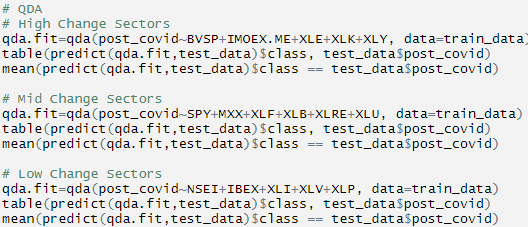 # QDA
# High Change Sectors
qda.fit=qda(post_covid~BVSP+IMOEX.ME+XLE+XLK+XLY, data=train_data)
table(predict(qda.fit,test_data)$class, test_data$post_covid)
mean(predict(qda.fit,test_data)$class == test_data$post_covid)
# Mid Change Sectors
qda.fit=qda(post_covid~SPY+MXX+XLF+XLB+XLRE+XLU, data=train_data)
table(predict(qda.fit,test_data)$class, test_data$post_covid)
mean(predict(qda.fit,test_data)$class == test_data$post_covid)
# Low Change Sectors
qda.fit=qda(post_covid~NSEI+IBEX+XLI+XLV+XLP, data=train_data)
table(predict(qda.fit,test_data)$class, test_data$post_covid)
mean(predict(qda.fit,test_data)$class == test_data$post_covid)